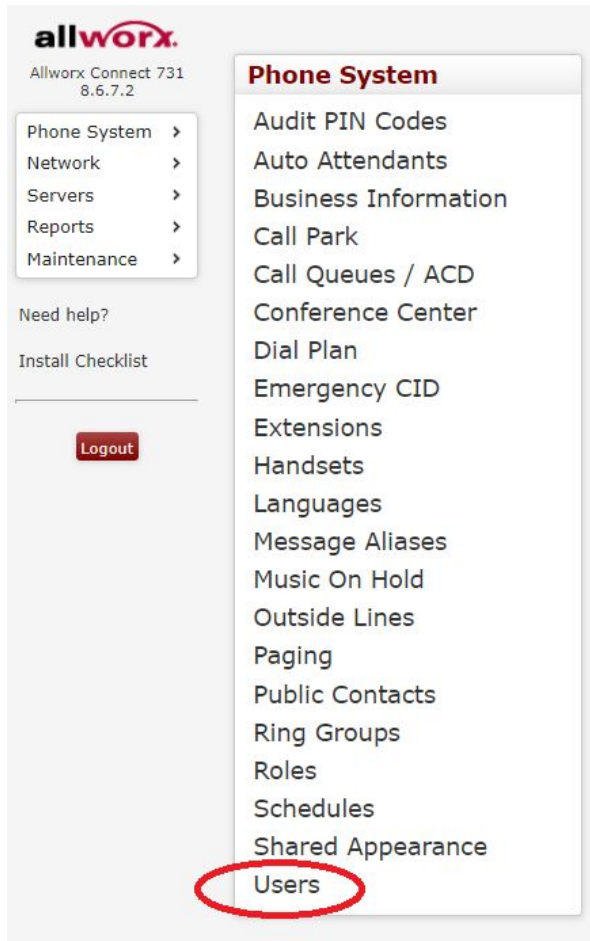 allworx.
Allworx Connect 731
8.6.7.2
Phone System >
Network >
Servers >
Reports >
Maintenance >
Need help?
Install Checklist
Logout
Phone System
Audit PIN Codes
Auto Attendants
Business Information
Call Park
Call Queues / ACD
Conference Center
Dial Plan
Emergency CID
Extensions
Handsets
Languages
Message Aliases
Music On Hold
Outside Lines
Paging
Public Contacts
Ring Groups
Roles
Schedules
Shared Appearance
Users